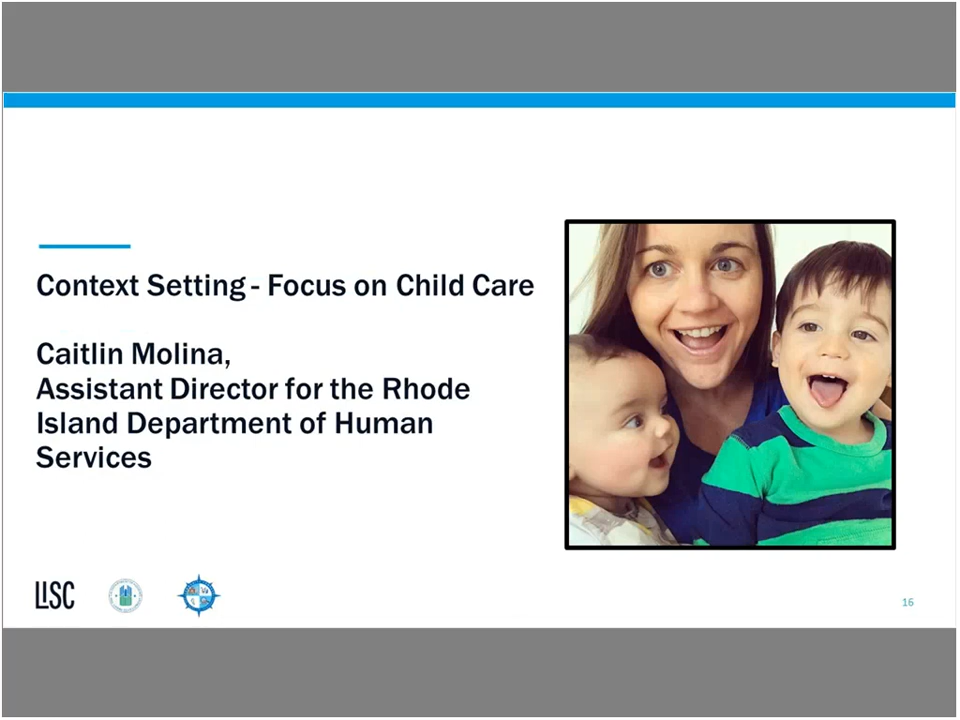 Context Setting - Focus on Child Care
Caitlin Molina,
Assistant Director for the Rhode
Island Department of Human
Services
LISC
16